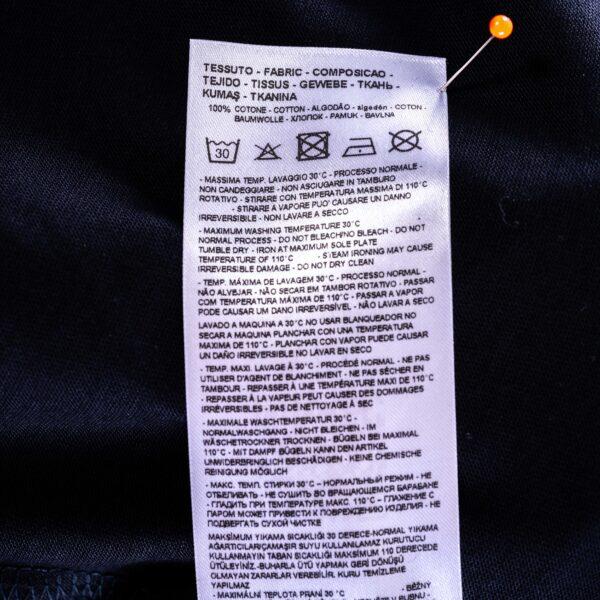 TESSUTO - FABRIC - COMPOSICAO -
TEJIDO - TISSUS - GEWEBE - ТКАНЬ -
KUMAŞ - TKANINA
100% COTONE - COTTON - ALGODÃO - algodón - COTON -
BAUMWOLLE - ХЛОПОК - PAMUK - BAVLNA
30
- MASSIMA TEMP. LAVAGGIO 30°C - PROCESSO NORMALE -
NON CANDEGGIARE - NON ASCIUGARE IN TAMBURO
ROTATIVO - STIRARE CON TEMPERATURA MASSIMA DI 110°C
- STIRARE A VAPORE PUO' CAUSARE UN DANNO
IRREVERSIBILE - NON LAVARE A SECCO
- MAXIMUM WASHING TEMPERATURE 30°C
NORMAL PROCESS - DO NOT BLEACHING BLEACH - DO NOT
TUMBLE DRY - IRON AT MAXIMUM SOLE PLATE
TEMPERATURE OF 110°C - STEAM IRONING MAY CAUSE
IRREVERSIBLE DAMAGE - DO NOT DRY CLEAN
- TEMP. MÁXIMA DE LAVAGEM 30°C - PROCESSO NORMAL -
NÃO ALVEJAR - NÃO SECAR EM TAMBOR ROTATIVO - PASSAR
COM TEMPERATURA MÁXIMA DE 110°C - PASSAR A VAPOR
PODE CAUSAR UM DANO IRREVERSÍVEL - NÃO LAVAR A SECO
LAVADO A MAQUINA A 30°C NO USAR BLANQUEADOR NO
SECAR A MAQUINA PLANCHAR CON UNA TEMPERATURA
MAXIMA DE 110°C - PLANCHAR CON VAPOR PUEDE CAUSAR
UN DAÑO IRREVERSIBLE NO LAVAR EN SECO
- TEMP. MAXI. LAVAGE À 30°C - PROCÉDÉ NORMAL - NE PAS
UTILISER D'AGENT DE BLANCHIMENT - NE PAS SÉCHER EN
TAMBOUR - REPASSER À UNE TEMPÉRATURE MAXI DE 110°C
- REPASSER À LA VAPEUR PEUT CAUSER DES DOMMAGES
IRRÉVERSIBLES - PAS DE NETTOYAGE À SEC
- MAXIMALE WASCHTEMPERATUR 30°C -
NORMALWASCHGANG - NICHT BLEICHEN - IM
WÄSCHETROCKNER TROCKNEN - BÜGELN BEI MAXIMAL
110°C - MIT DAMPF BÜGELN KANN DEN ARTIKEL
UNWIDERBRINGLICH BESCHÄDIGEN - KEINE CHEMISCHE
REINIGUNG MÖGLICH
- МАКС. ТЕМП. СТИРКИ 30°C – НОРМАЛЬНЫЙ РЕЖИМ - НЕ
ОТБЕЛИВАТЬ - НЕ СУШИТЬ ВО ВРАЩАЮЩЕМСЯ БАРАБАНЕ
- ГЛАДИТЬ ПРИ ТЕМПЕРАТУРЕ МАКС. 110°C – ГЛАЖЕНИЕ С
ПАРОМ МОЖЕТ ПРИВЕСТИ К ПОВРЕЖДЕНИЮ ИЗДЕЛИЯ - НЕ
ПОДВЕРГАТЬ СУХОЙ ЧИСТКЕ
MAKSİMUM YIKAMA SICAKLIĞI 30 DERECE-NORMAL YIKAMA
AĞARTICILAR/ÇAMAŞIR SUYU KULLANILAMAZ KURUTUCU
KULLANMAYIN TABAN SICAKLIĞI MAKSİMUM 110 DERECEDE
ÜTÜLEYİNİZ.-BUHARLA ÜTÜ YAPMAK GERİ DÖNÜŞÜ
OLMAYAN ZARARLAR VEREBİLİR. KURU TEMİZLEME
YAPILAMAZ
- MAXIMÁLNÍ TEPLOTA PRANÍ 30°C - BĚŽNÝ